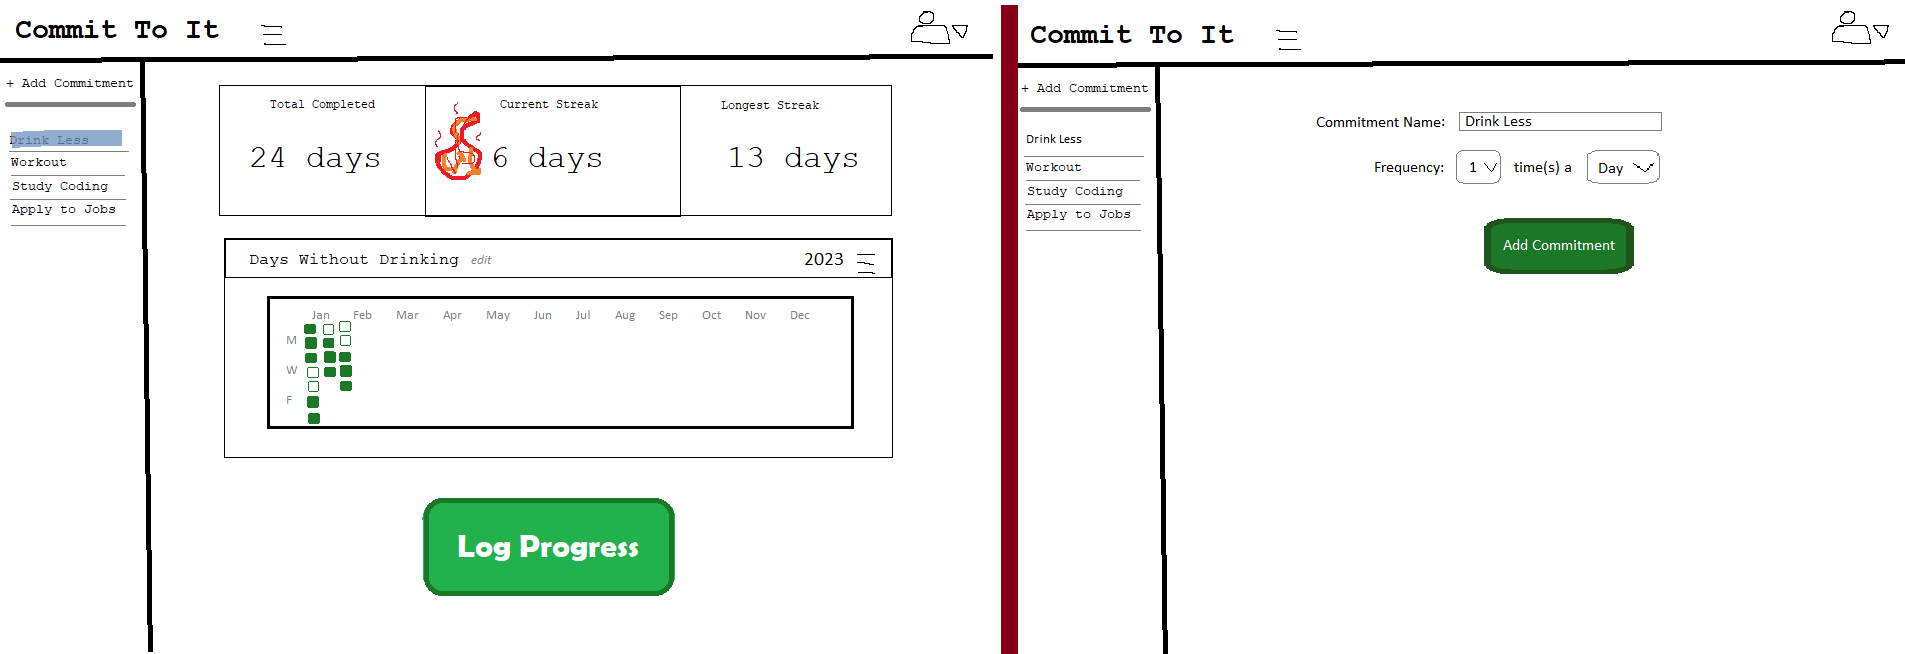 Commit To It
+ Add Commitment
Drink Less
Workout
Study Coding
Apply to Jobs
Total Completed
24 days
Current Streak
6 days
Longest Streak
13 days
Days Without Drinking edit 2023
Jan Feb Mar Apr May Jun Jul Aug Sep Oct Nov Dec
M
W
F
Log Progress
Commit To It
+ Add Commitment
Drink Less
Workout
Study Coding
Apply to Jobs
Commitment Name: Drink Less
Frequency: 1 time(s) a Day
Add Commitment